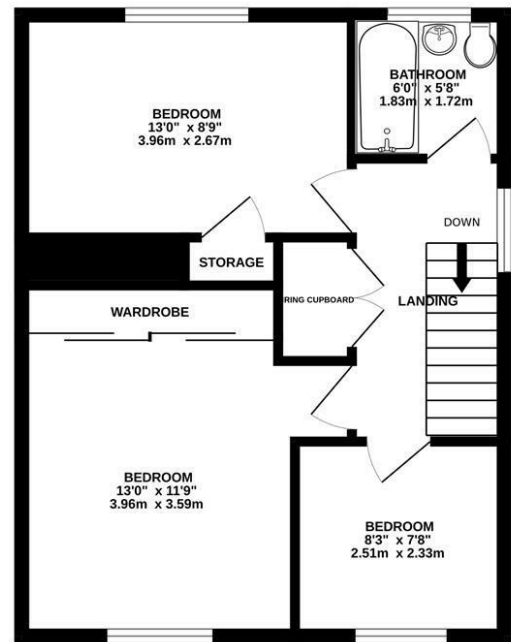 BEDROOM
13'0" x 8'9"
3.96m x 2.67m
BATHROOM
6'0" x 5'8"
1.83m x 1.72m
DOWN
STORAGE
RING CUPBOARD
LANDING
WARDROBE
BEDROOM
13'0" x 11'9"
3.96m x 3.59m
BEDROOM
8'3" x 7'8"
2.51m x 2.33m